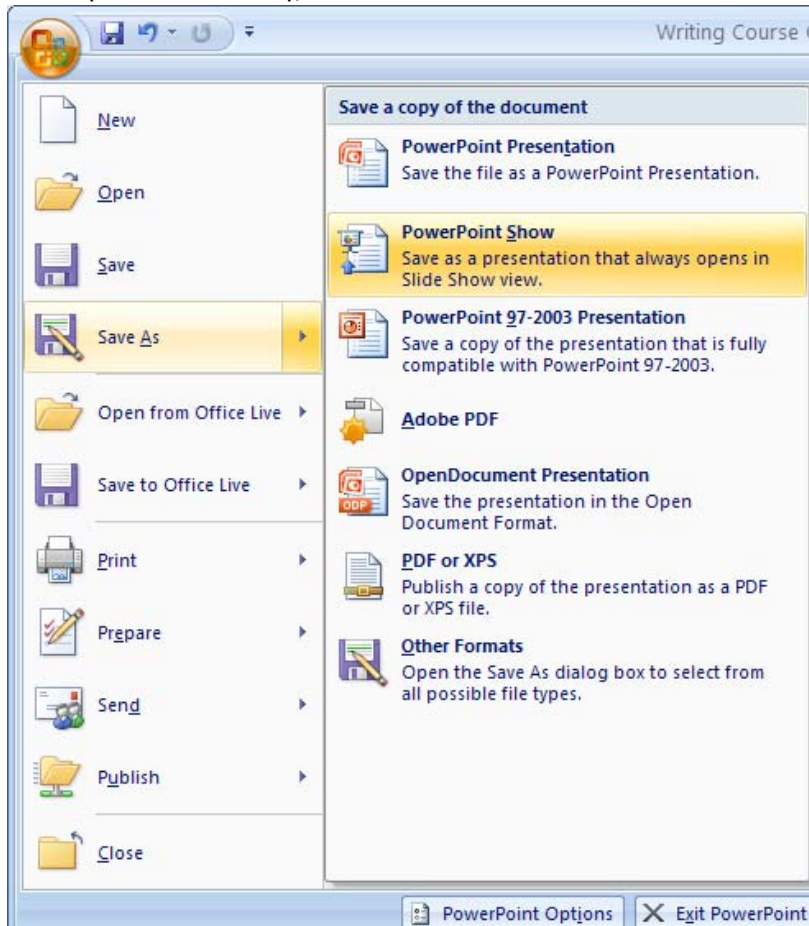 Writing Course
New
Open
Save
Save As
Open from Office Live
Save to Office Live
Print
Prepare
Send
Publish
Close
Save a copy of the document
PowerPoint Presentation
Save the file as a PowerPoint Presentation.
PowerPoint Show
Save as a presentation that always opens in
Slide Show view.
PowerPoint 97-2003 Presentation
Save a copy of the presentation that is fully
compatible with PowerPoint 97-2003.
Adobe PDF
OpenDocument Presentation
ODP
Save the presentation in the Open
Document Format.
PDF or XPS
Publish a copy of the presentation as a PDF
or XPS file.
Other Formats
Open the Save As dialog box to select from
all possible file types.
PowerPoint Options
Exit PowerPoint